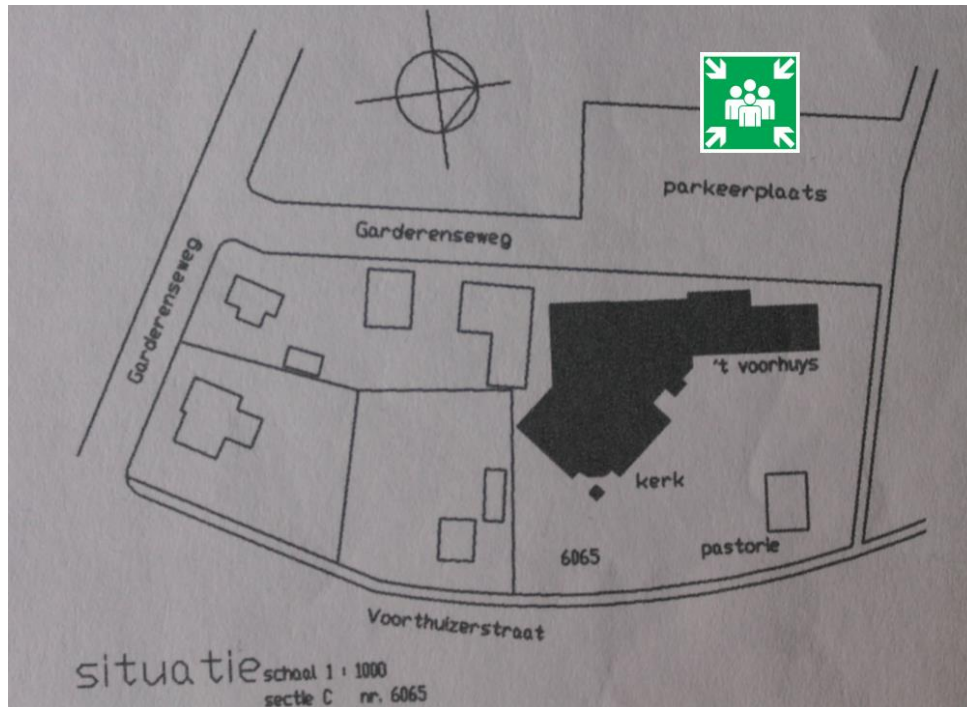 parkeerplaats
Garderenseweg
Garderenseweg
't voorhuys
kerk
pastorie
6065
Voorthuizerstraat
situatie schaal 1 : 1000
sectie C nr. 6065